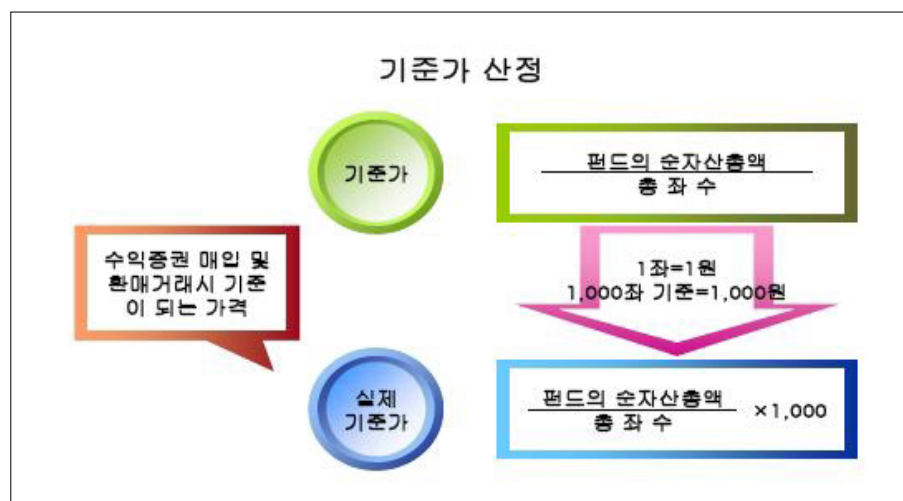 기준가 산정
기준가
펀드의 순자산총액
총 좌 수
수익증권 매입 및
환매거래시 기준
이 되는 가격
1좌=1원
1,000좌 기준=1,000원
실제
기준가
펀드의 순자산총액
총 좌 수
×1,000